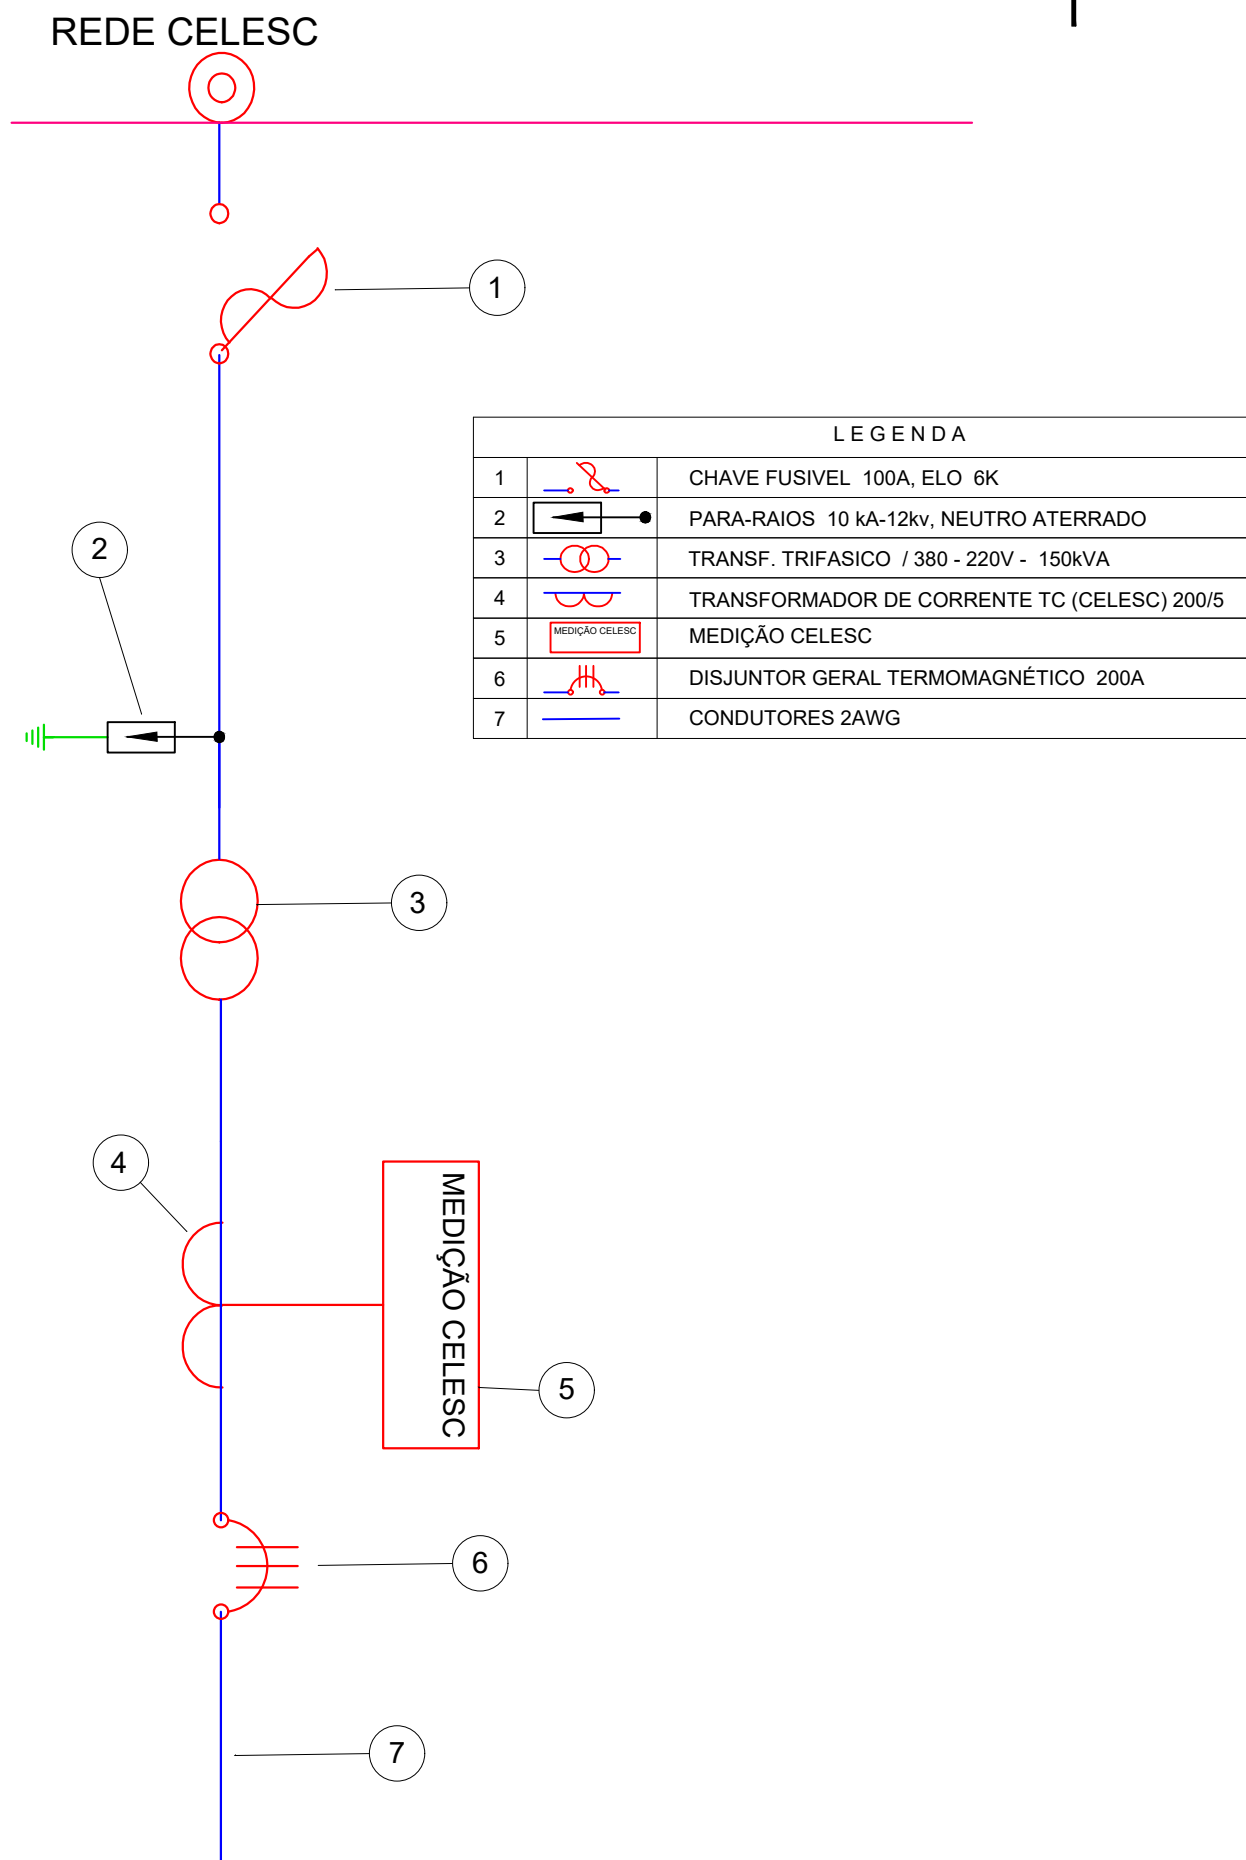 REDE CELESC
1
LEGENDA
1 CHAVE FUSIVEL 100A, ELO 6K
2 PARA-RAIOS 10 kA-12kv, NEUTRO ATERRADO
3 TRANSF. TRIFASICO / 380 - 220V - 150kVA
4 TRANSFORMADOR DE CORRENTE TC (CELESC) 200/5
5 MEDIÇÃO CELESC MEDIÇÃO CELESC
6 DISJUNTOR GERAL TERMOMAGNÉTICO 200A
7 CONDUTORES 2AWG
2
3
4
MEDIÇÃO CELESC
5
6
7